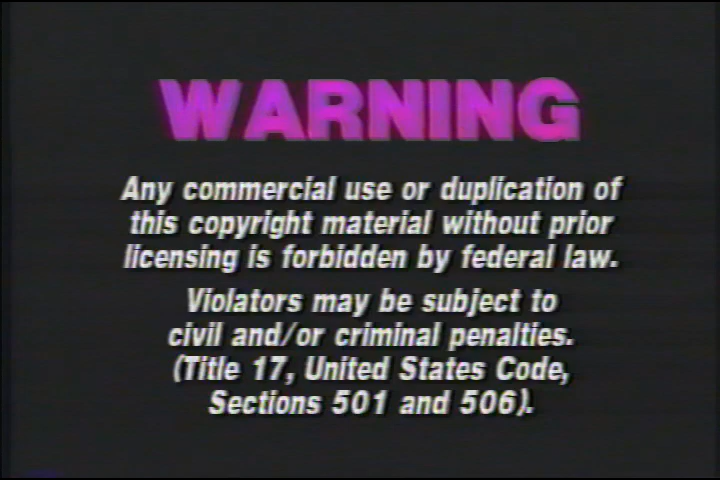 WARNING
Any commercial use or duplication of
this copyright material without prior
licensing is forbidden by federal law.
Violators may be subject to
civil and/or criminal penalties.
(Title 17, United States Code,
Sections 501 and 506).